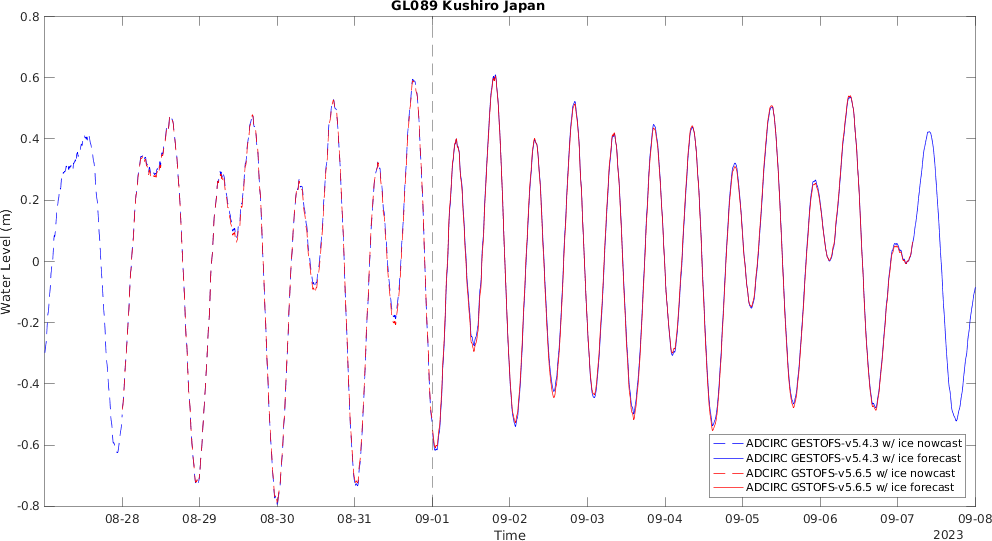 GL089 Kushiro Japan
0.8
0.6
0.4
0.2
0
-0.2
-0.4
-0.6
-0.8
Water Level (m)
ADCIRC GESTOFS-v5.4.3 w/ ice nowcast
ADCIRC GESTOFS-v5.4.3 w/ ice forecast
ADCIRC GSTOFS-v5.6.5 w/ ice nowcast
ADCIRC GSTOFS-v5.6.5 w/ ice forecast
08-28 08-29 08-30 08-31 09-01 09-02 09-03 09-04 09-05 09-06 09-07 09-08
Time
2023